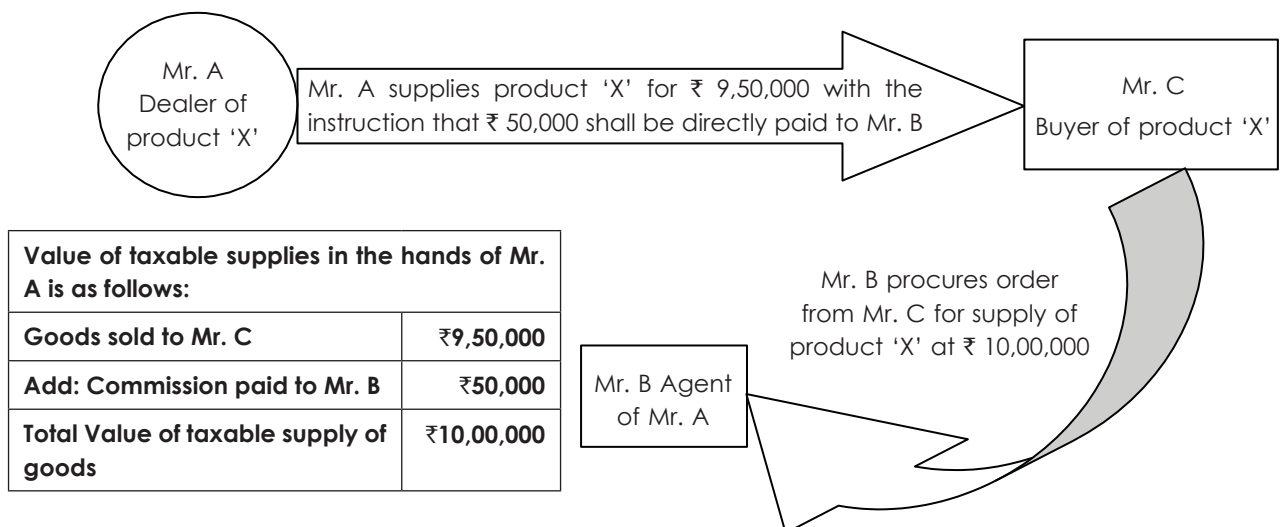 Mr. A
Dealer of
product ‘X’
Mr. A supplies product ‘X’ for ₹ 9,50,000 with the
instruction that ₹ 50,000 shall be directly paid to Mr. B
Mr. C
Buyer of product ‘X’
Value of taxable supplies in the hands of Mr.
A is as follows:
Goods sold to Mr. C ₹9,50,000
Add: Commission paid to Mr. B ₹50,000
Total Value of taxable supply of ₹10,00,000
goods
Mr. B procures order
from Mr. C for supply of
product ‘X’ at ₹ 10,00,000
Mr. B Agent
of Mr. A